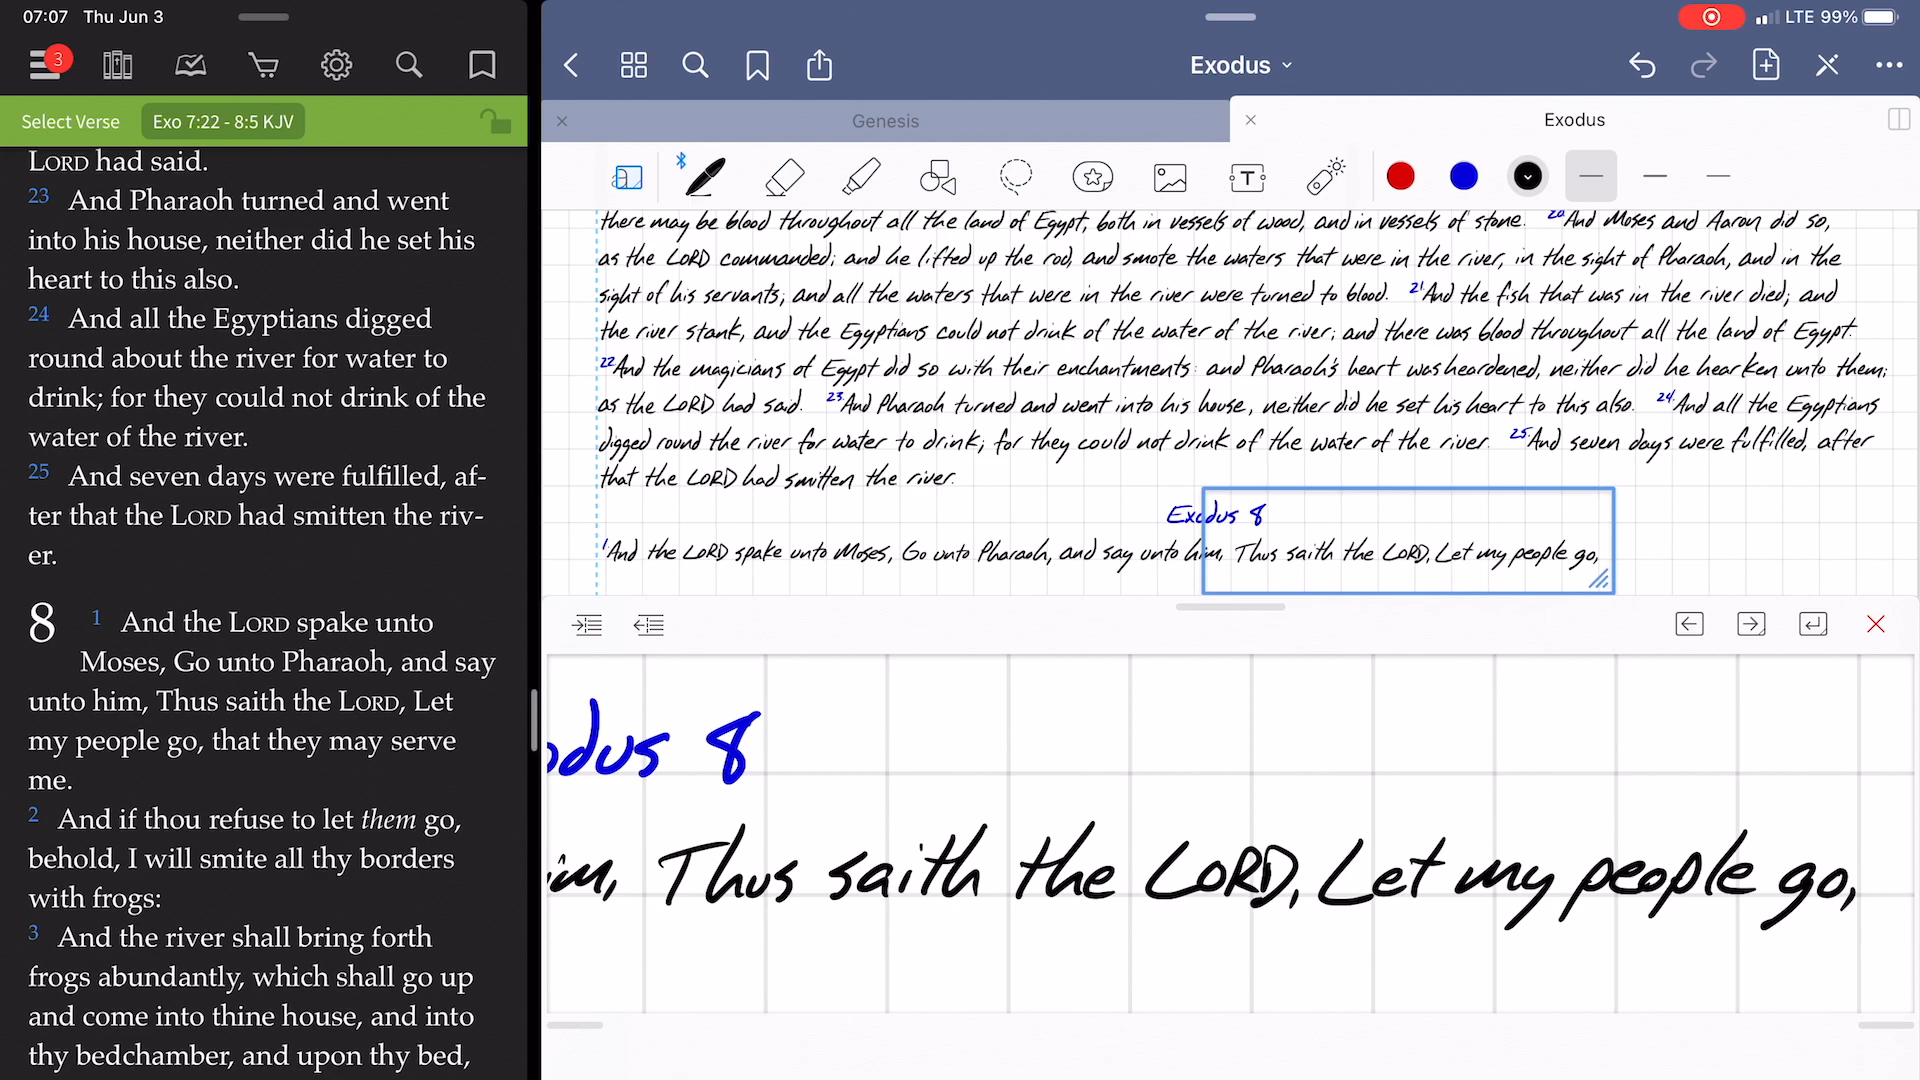 07:07 Thu Jun 3
LTE 99%
3
Exodus
Select Verse Exo 7:22 - 8:5 KJV
Genesis
Exodus
T
LORD had said.
23 And Pharaoh turned and went
into his house, neither did he set his
heart to this also.
24 And all the Egyptians digged
round about the river for water to
drink; for they could not drink of the
water of the river.
25 And seven days were fulfilled, af-
ter that the LORD had smitten the riv-
er.
8 1 And the LORD spake unto
Moses, Go unto Pharaoh, and say
unto him, Thus saith the LORD, Let
my people go, that they may serve
me.
2 And if thou refuse to let them go,
behold, I will smite all thy borders
with frogs:
3 And the river shall bring forth
frogs abundantly, which shall go up
and come into thine house, and into
thy bedchamber, and upon thy bed,
there may be blood throughout all the land of Egypt, both in vessels of wood, and in vessels of stone. 20 And Moses and Aaron did so,
as the LORD commanded; and he lifted up the rod, and smote the waters that were in the river, in the sight of Pharaoh, and in the
sight of his servants; and all the waters that were in the river were turned to blood. 21 And the fish that was in the river died; and
the river stank, and the Egyptians could not drink of the water of the river; and there was blood throughout all the land of Egypt.
22 And the magicians of Egypt did so with their enchantments: and Pharaoh's heart was heardened, neither did he hearken unto them;
as the LORD had said. 23 And Pharaoh turned and went into his house, neither did he set his heart to this also. 24 And all the Egyptians
digged round the river for water to drink; for they could not drink of the water of the river. 25 And seven days were fulfilled, after
that the LORD had smitten the river.
Exodus 8
1 And the LORD spake unto Moses, Go unto Pharaoh, and say unto him, Thus saith the LORD, Let my people go,
odus 8
im, Thus saith the LORD, Let my people go,